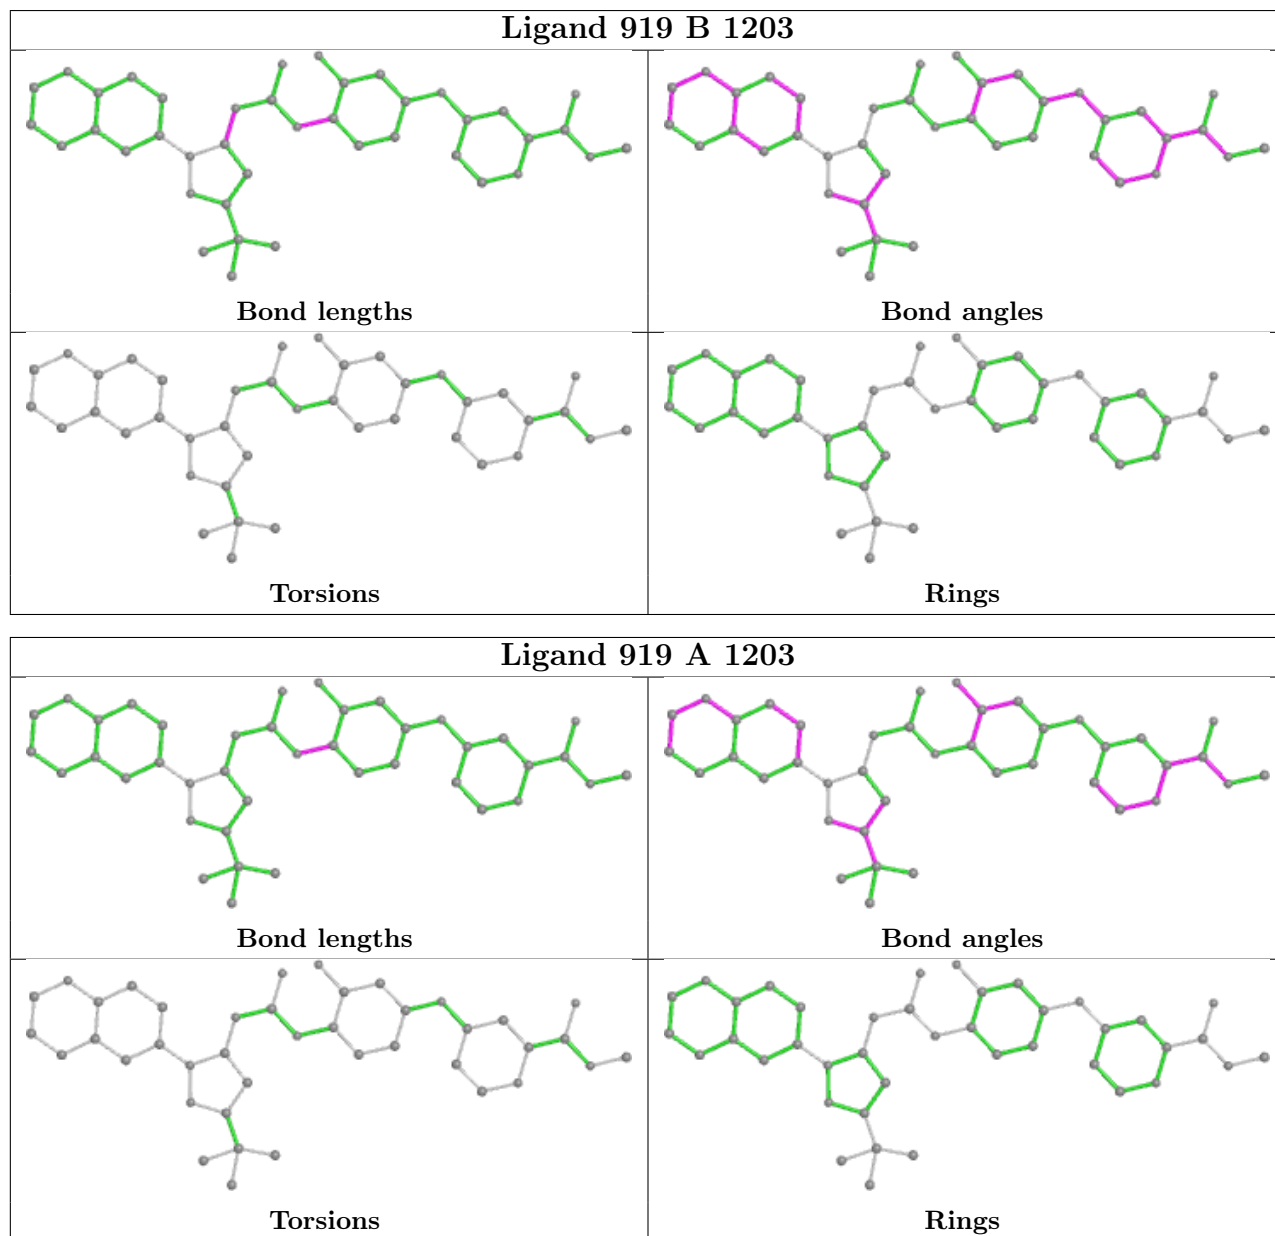 Ligand 919 B 1203
Bond lengths
Bond angles
Torsions
Rings
Ligand 919 A 1203
Bond lengths
Bond angles
Torsions
Rings